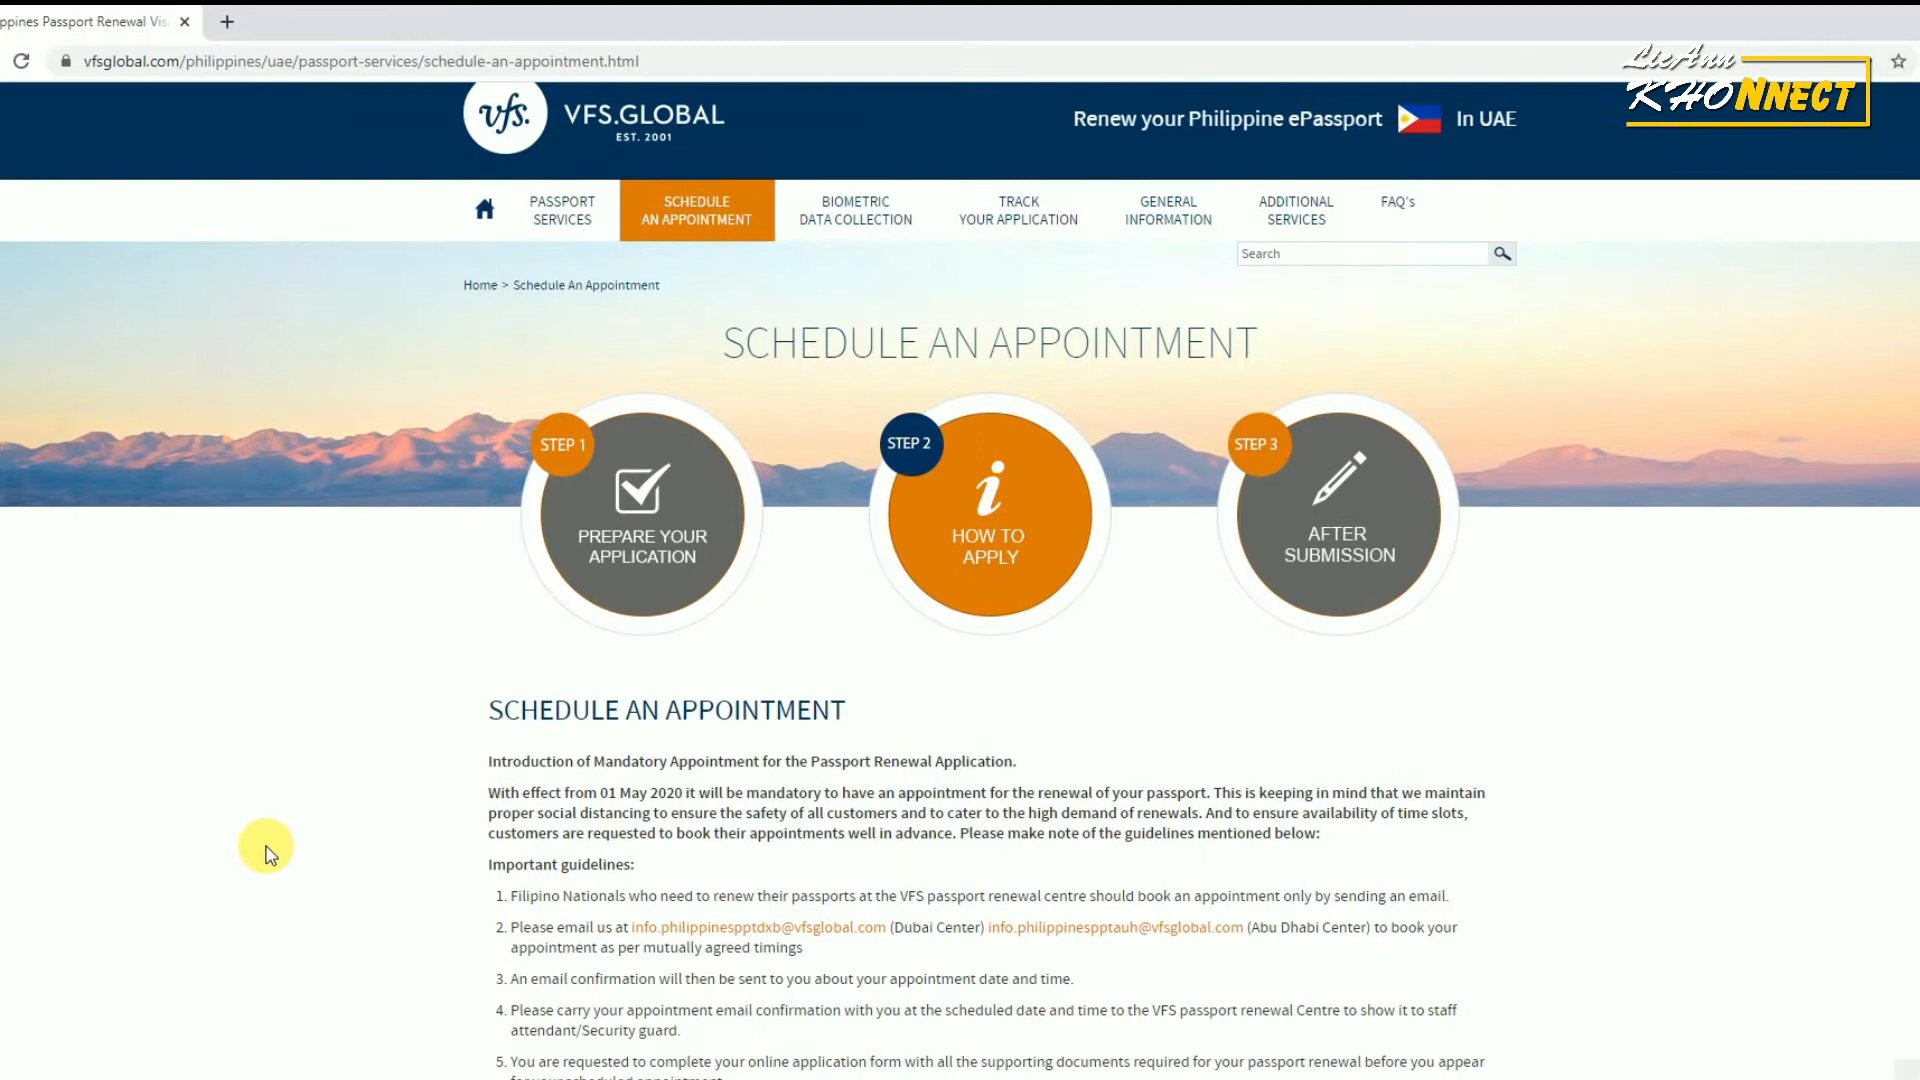 ppines Passport Renewal Vis
vfsglobal.com/philippines/uae/passport-services/schedule-an-appointment.html
LieAnn
KHONNECT
vfs.
VFS.GLOBAL
EST. 2001
Renew your Philippine ePassport In UAE
PASSPORT SERVICES
SCHEDULE AN APPOINTMENT
BIOMETRIC DATA COLLECTION
TRACK YOUR APPLICATION
GENERAL INFORMATION
ADDITIONAL SERVICES
FAQ's
Search
Home > Schedule An Appointment
SCHEDULE AN APPOINTMENT
STEP 1
PREPARE YOUR
APPLICATION
STEP 2
HOW TO
APPLY
STEP 3
AFTER
SUBMISSION
SCHEDULE AN APPOINTMENT
Introduction of Mandatory Appointment for the Passport Renewal Application.
With effect from 01 May 2020 it will be mandatory to have an appointment for the renewal of your passport. This is keeping in mind that we maintain
proper social distancing to ensure the safety of all customers and to cater to the high demand of renewals. And to ensure availability of time slots,
customers are requested to book their appointments well in advance. Please make note of the guidelines mentioned below:
Important guidelines:
1. Filipino Nationals who need to renew their passports at the VFS passport renewal centre should book an appointment only by sending an email.
2. Please email us at info.philippinespptdxb@vfsglobal.com (Dubai Center) info.philippinespptauh@vfsglobal.com (Abu Dhabi Center) to book your
appointment as per mutually agreed timings
3. An email confirmation will then be sent to you about your appointment date and time.
4. Please carry your appointment email confirmation with you at the scheduled date and time to the VFS passport renewal Centre to show it to staff
attendant/Security guard.
5. You are requested to complete your online application form with all the supporting documents required for your passport renewal before you appear